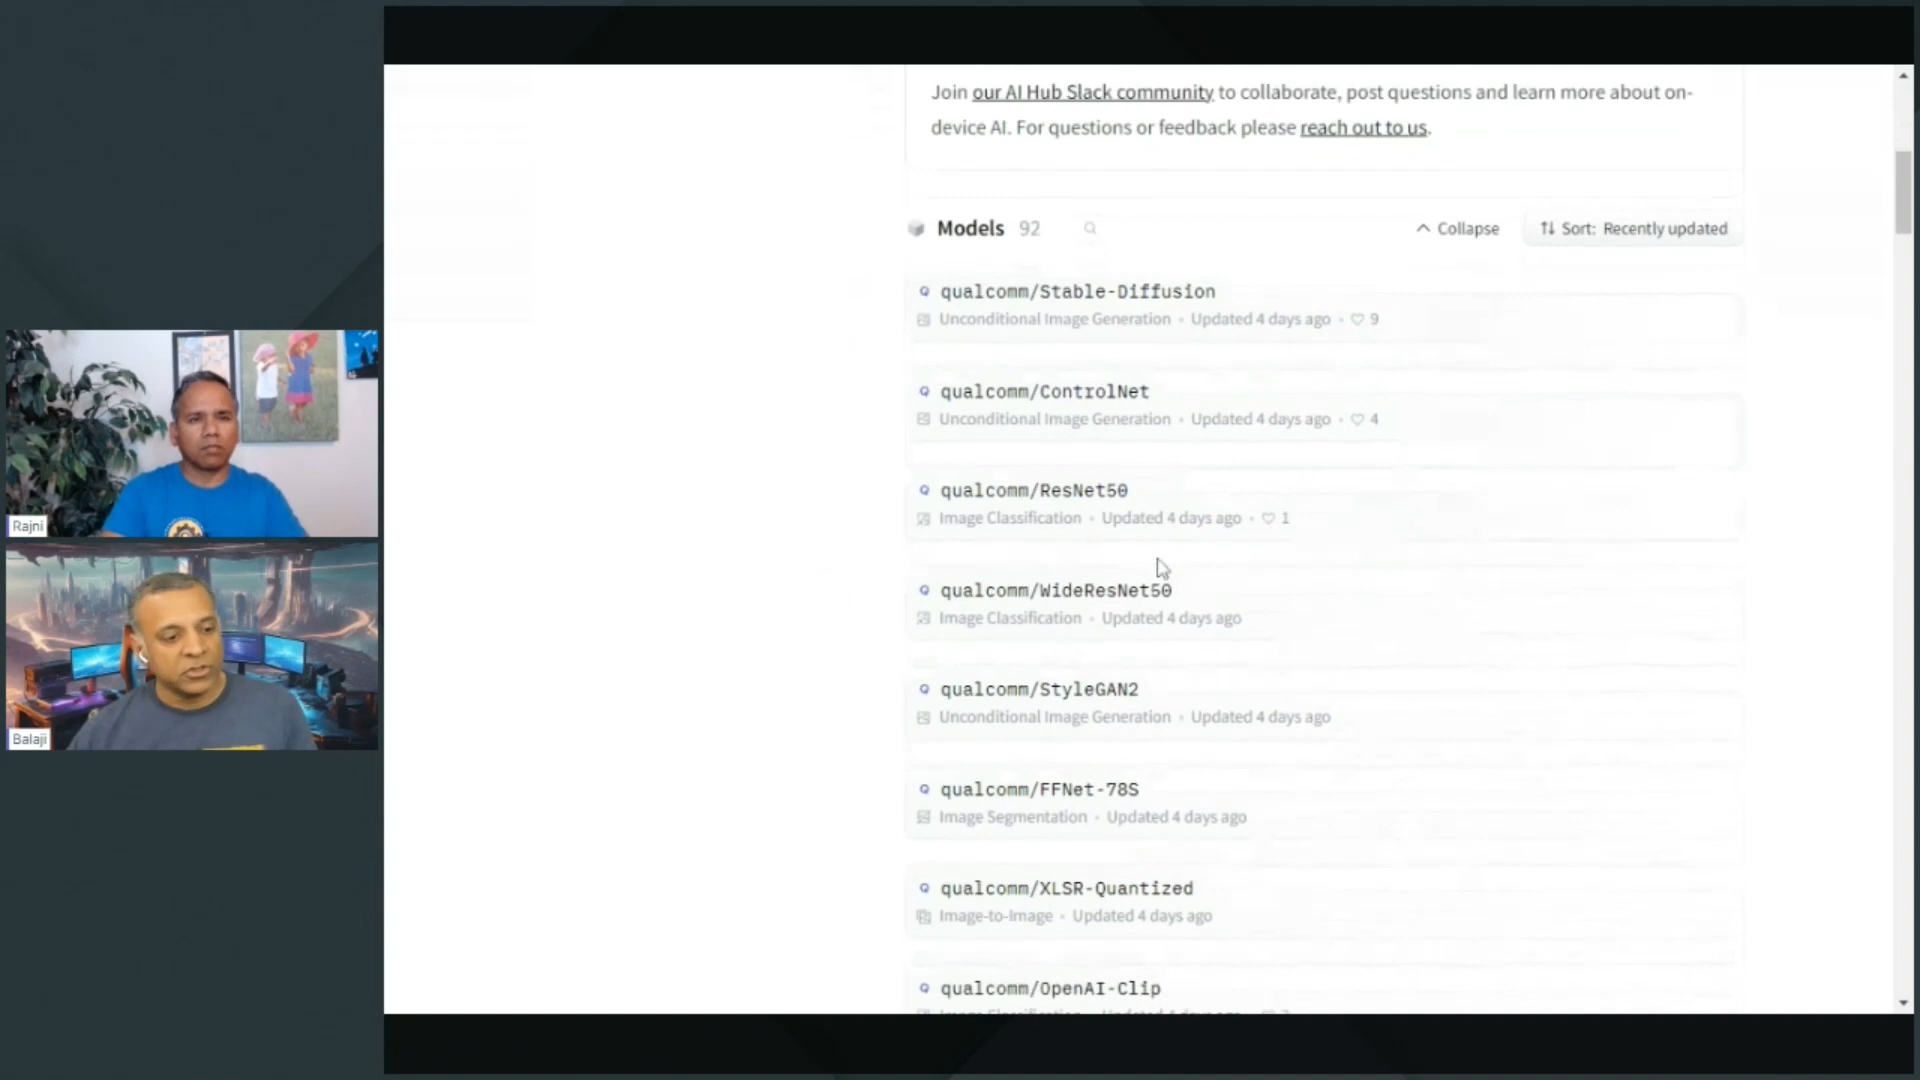 Join our AI Hub Slack community to collaborate, post questions and learn more about on-
device AI. For questions or feedback please reach out to us.
Models 92
Collapse
Sort: Recently updated
qualcomm/Stable-Diffusion
Unconditional Image Generation • Updated 4 days ago • 9
qualcomm/ControlNet
Unconditional Image Generation • Updated 4 days ago • 4
qualcomm/ResNet50
Image Classification • Updated 4 days ago • 1
qualcomm/WideResNet50
Image Classification • Updated 4 days ago
qualcomm/StyleGAN2
Unconditional Image Generation • Updated 4 days ago
qualcomm/FFNet-78S
Image Segmentation • Updated 4 days ago
qualcomm/XLSR-Quantized
Image-to-Image • Updated 4 days ago
qualcomm/OpenAI-Clip
Rajni
Balaji